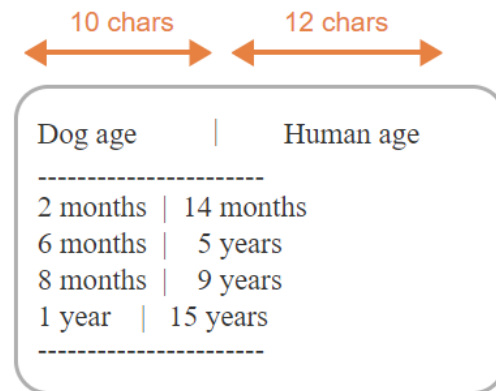 10 chars 12 chars
Dog age | Human age
-----------------------
2 months | 14 months
6 months | 5 years
8 months | 9 years
1 year | 15 years
-----------------------